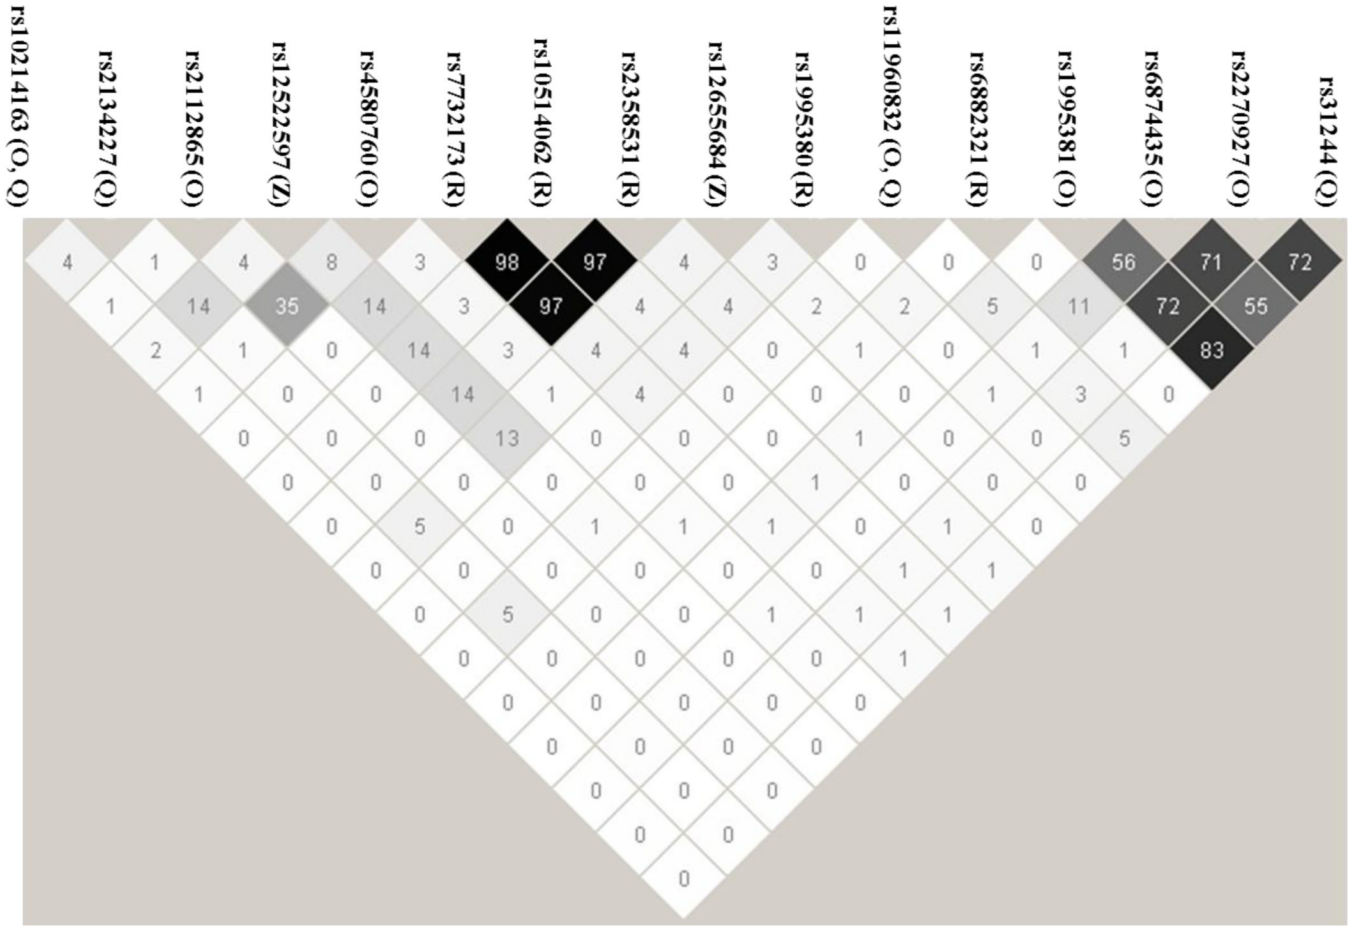 rs10214163 (O, Q)
rs2134227 (Q)
rs2112865 (O)
rs12522597 (Z)
rs4580760 (O)
rs7732173 (R)
rs10514062 (R)
rs2358531 (R)
rs12655684 (Z)
rs1995380 (R)
rs11960832 (O, Q)
rs6882321 (R)
rs1995381 (O)
rs6874435 (O)
rs2270927 (O)
rs31244 (Q)
4 1 4 8 3 98 97 4 3 0 0 0 56 71 72
1 14 35 14 3 97 4 4 2 2 5 11 72 55
2 1 0 14 3 4 4 0 1 0 1 1 83
1 0 0 14 1 4 0 0 0 1 3 0
0 0 0 13 0 0 0 1 0 0 5
0 0 0 0 0 0 1 0 0 0
0 5 0 1 1 1 0 1 0
0 0 0 0 0 0 1 1
0 5 0 0 1 1 1
0 0 0 0 0 1
0 0 0 0 0
0 0 0 0
0 0 0
0 0
0